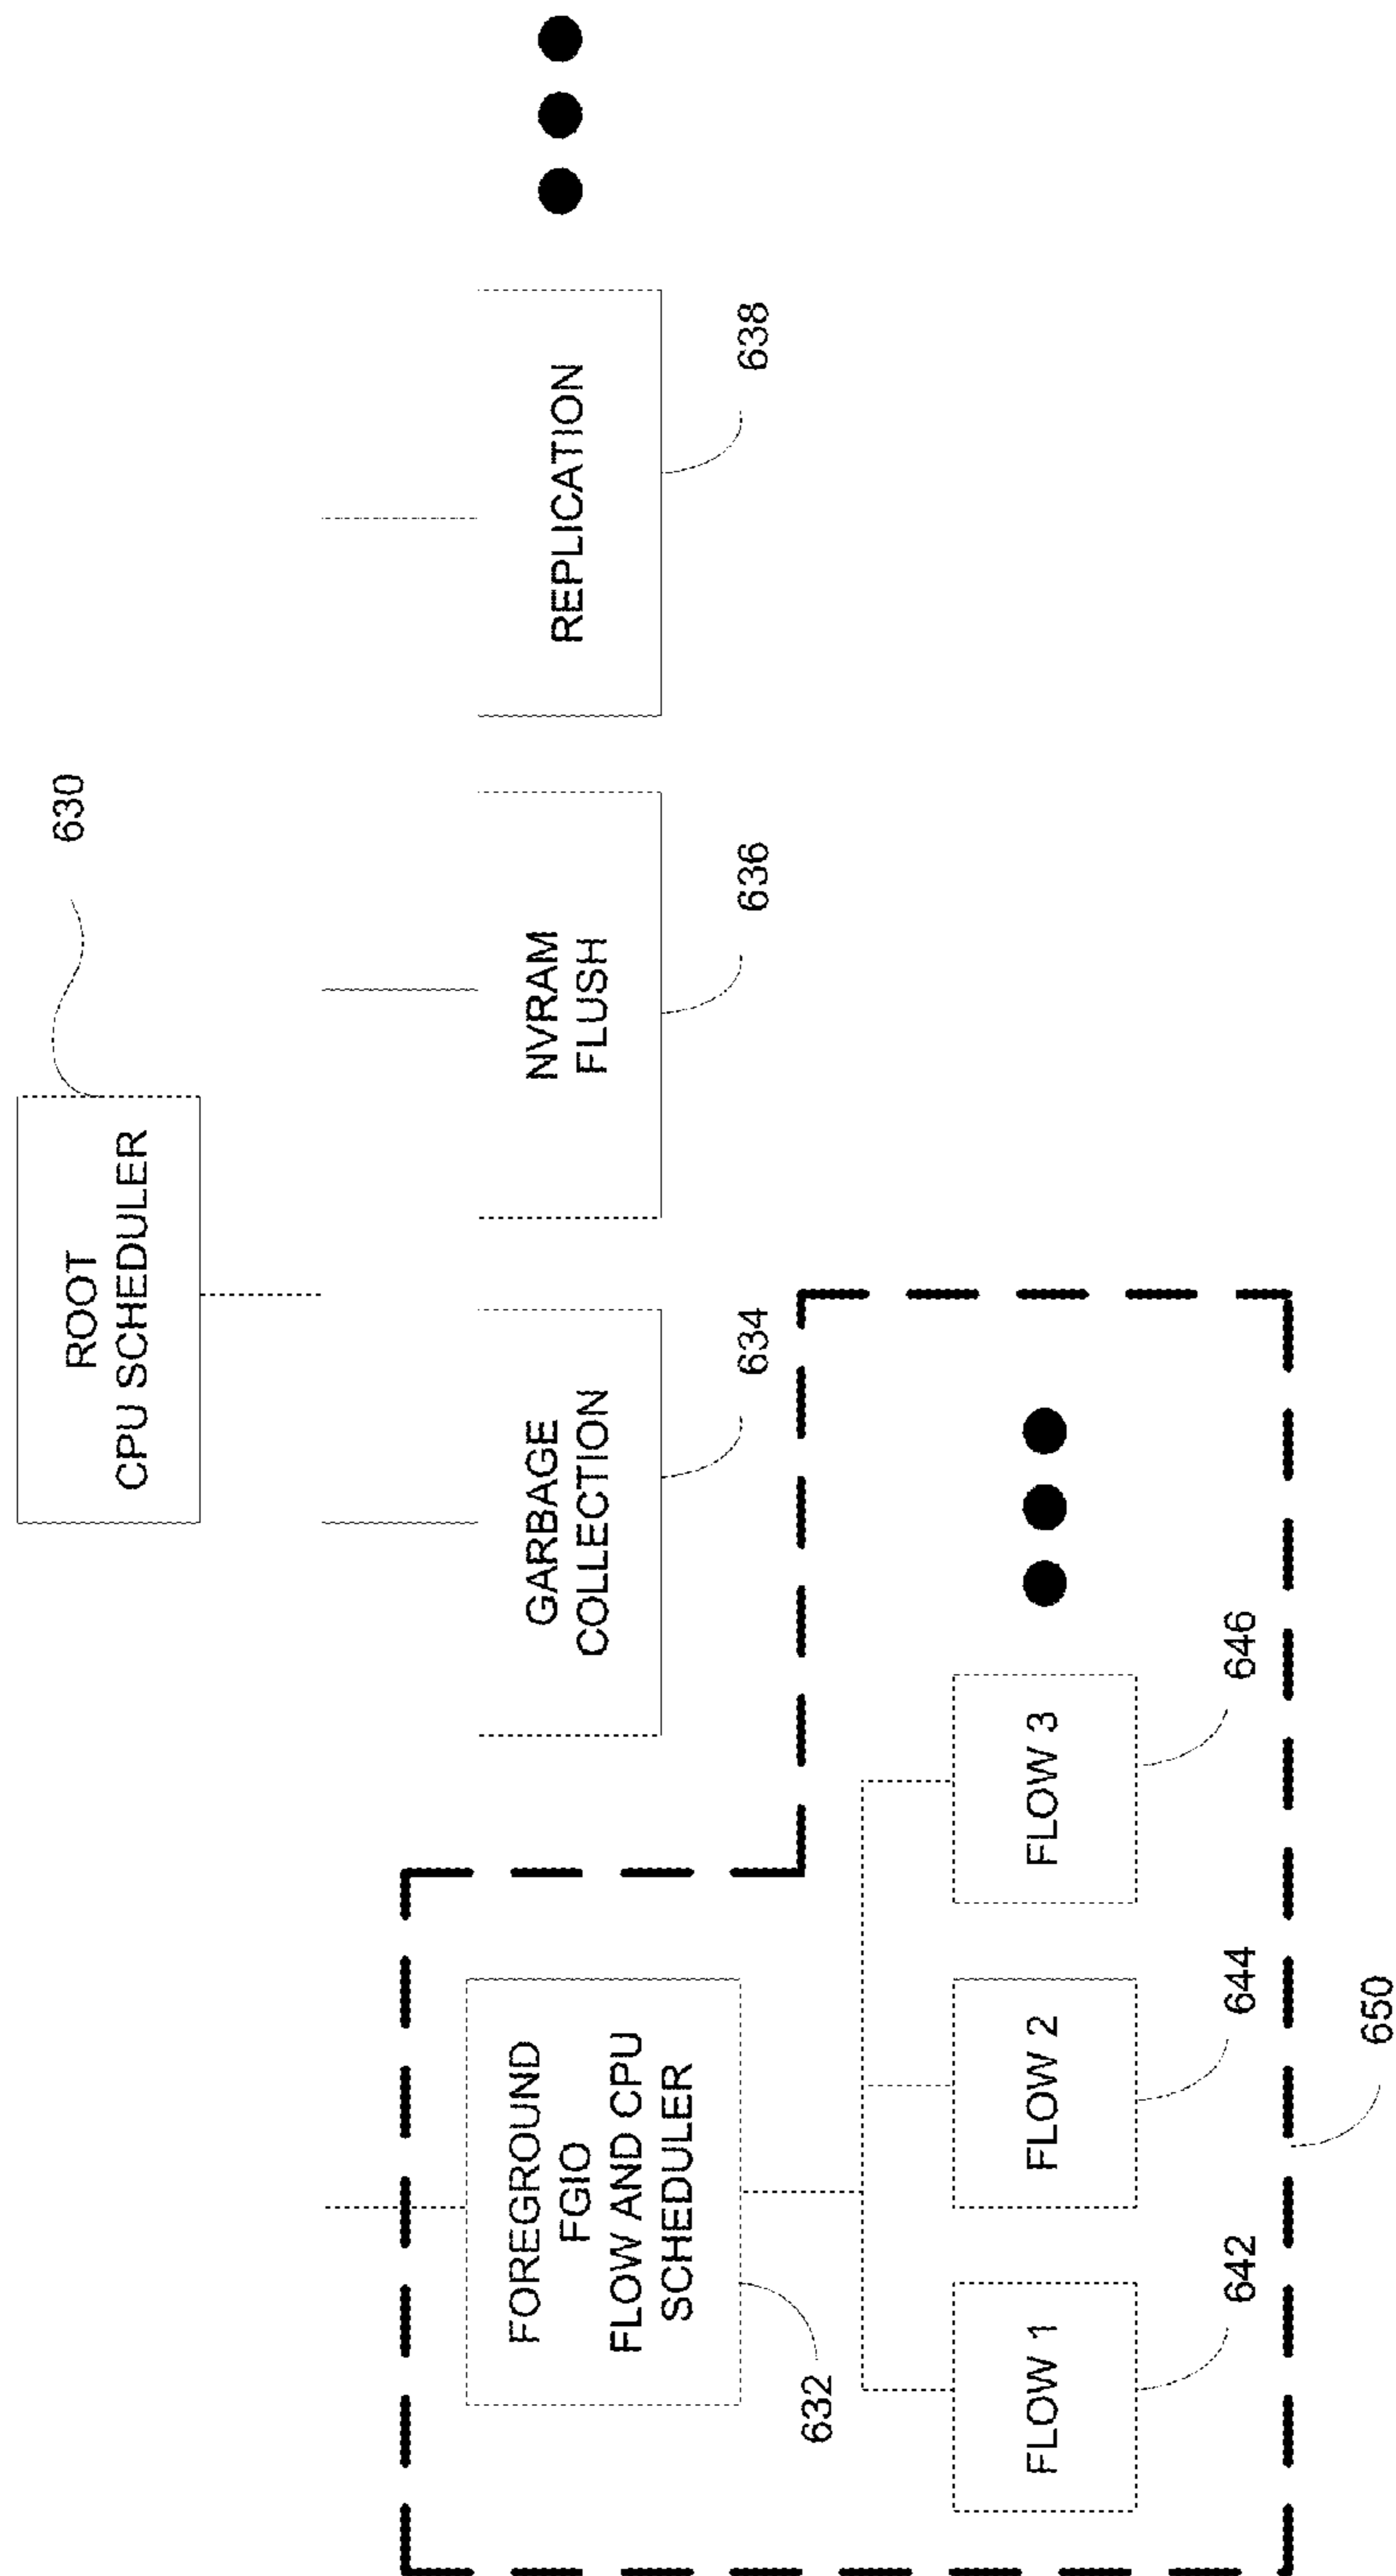 630
ROOT
CPU SCHEDULER
FOREGROUND
FGIO
FLOW AND CPU
SCHEDULER
632
GARBAGE
COLLECTION
634
NVRAM
FLUSH
636
REPLICATION
638
FLOW 1
642
FLOW 2
644
FLOW 3
646
650